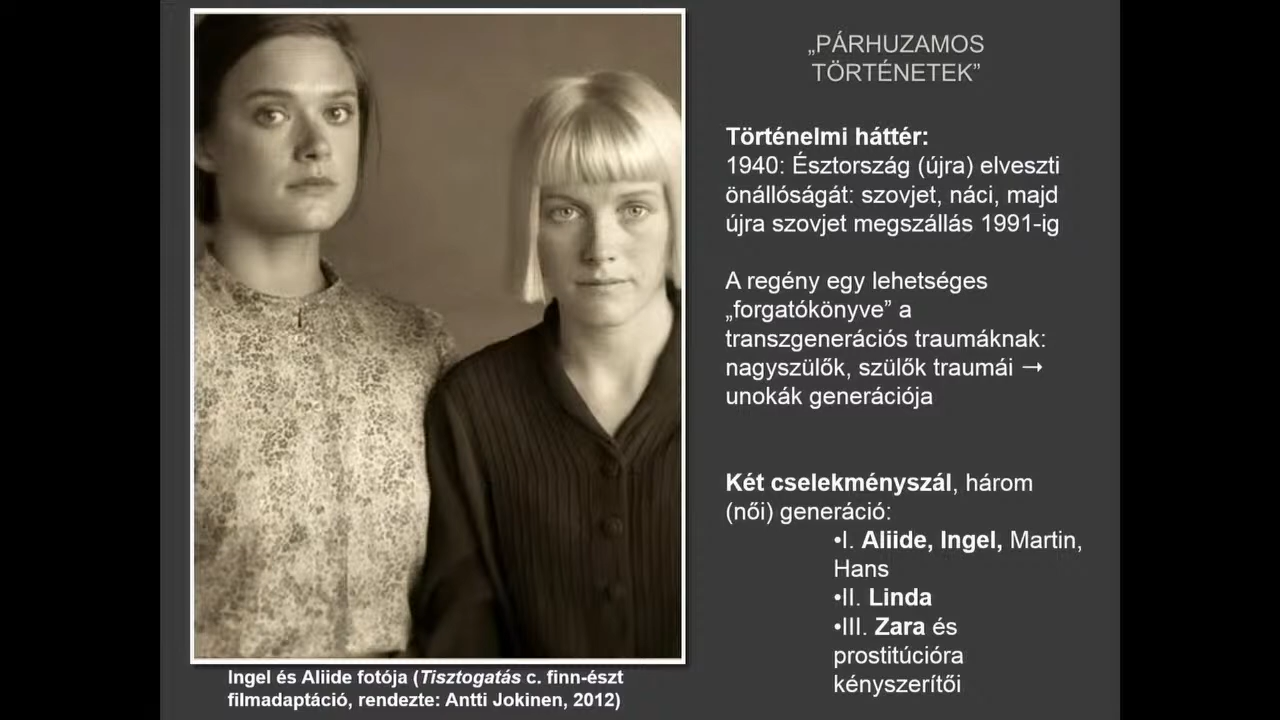 „PÁRHUZAMOS
TÖRTÉNETEK”
Történelmi háttér:
1940: Észtország (újra) elveszti
önállóságát: szovjet, náci, majd
újra szovjet megszállás 1991-ig
A regény egy lehetséges
„forgatókönyve” a
transzgenerációs traumáknak:
nagyszülők, szülők traumái →
unokák generációja
Két cselekményszál, három
(női) generáció:
•I. Aliide, Ingel, Martin,
Hans
•II. Linda
•III. Zara és
prostitúcióra
kényszerítői
Ingel és Aliide fotója (Tisztogatás c. finn-észt
filmadaptáció, rendezte: Antti Jokinen, 2012)